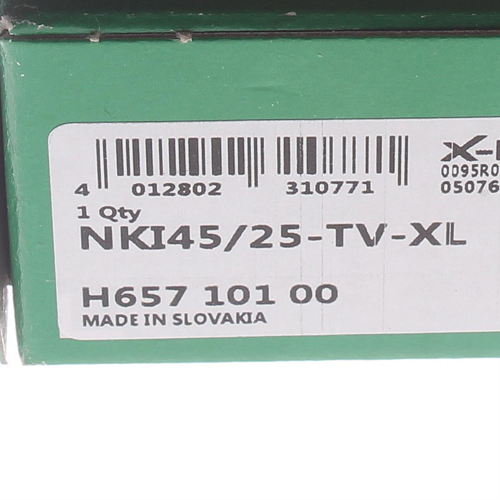 X-
0095R0
4 012802 310771
05076
1 Qty
NKI45/25-TV-XL
H657 101 00
MADE IN SLOVAKIA